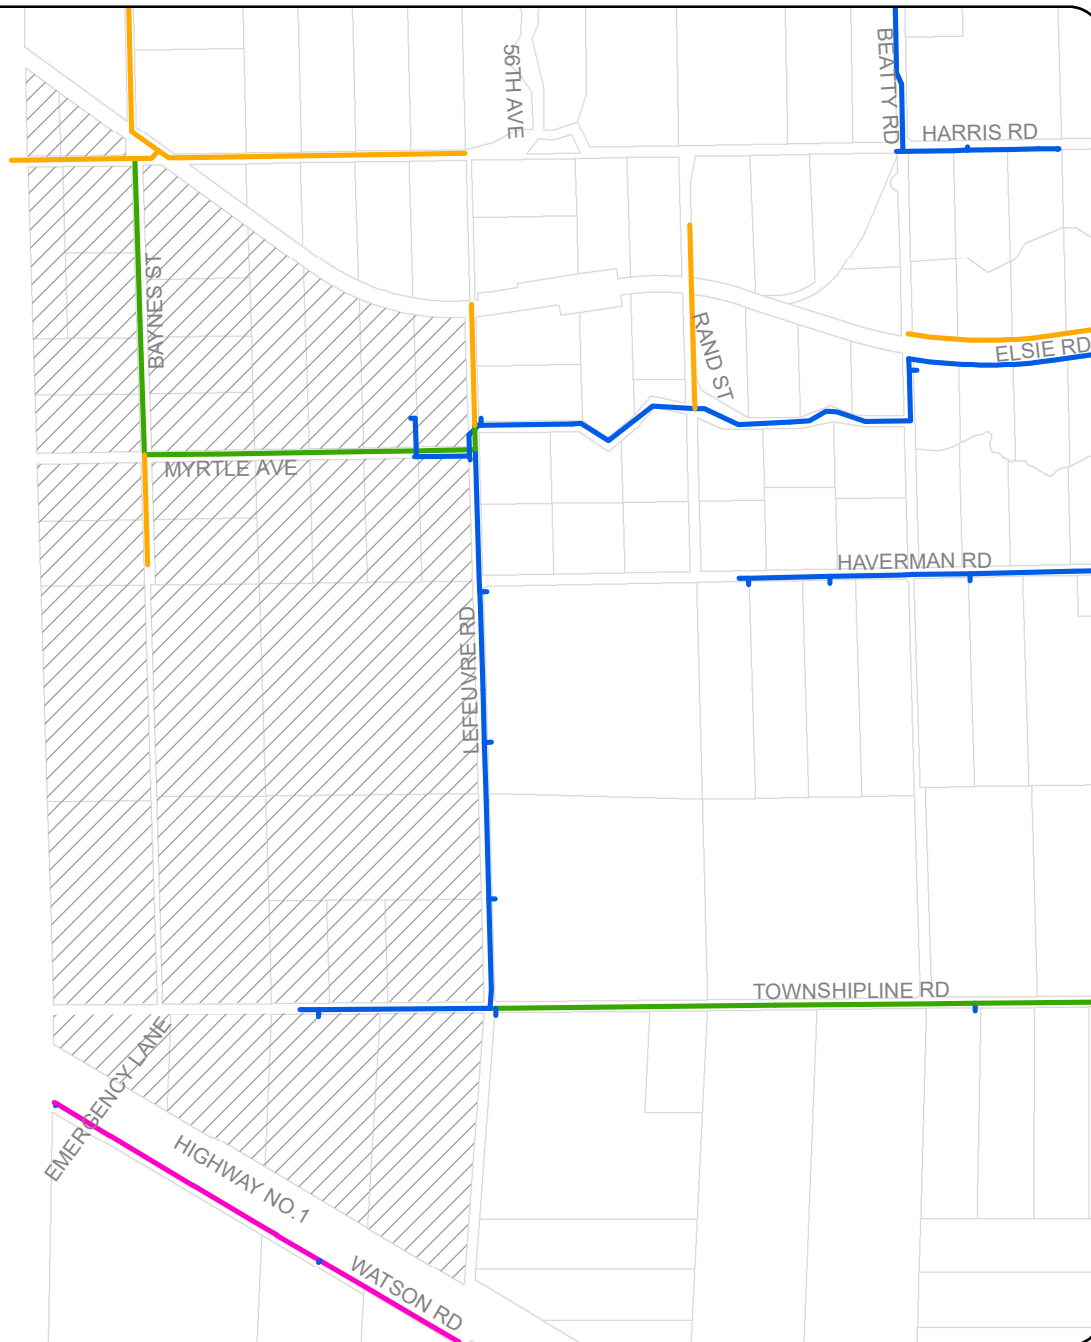 56TH AVE
BEATTY RD
HARRIS RD
BAYNES ST
RAND ST
ELSIE RD
MYRTLE AVE
HAVERMAN RD
LEFEUVRE RD
TOWNSHIPLINE RD
EMERGENCY LANE
HIGHWAY NO.1
WATSON RD